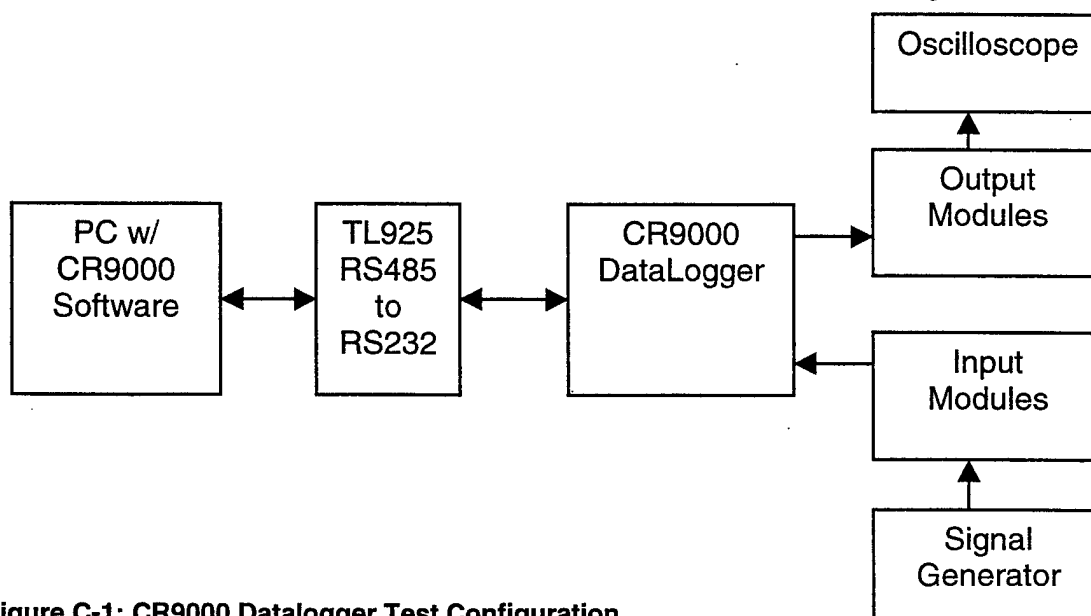 Oscilloscope
Output
Modules
PC w/
CR9000
Software
TL925
RS485
to
RS232
CR9000
DataLogger
Input
Modules
Signal
Generator
igure C-1: CR9000 Datalogger Test Configuration